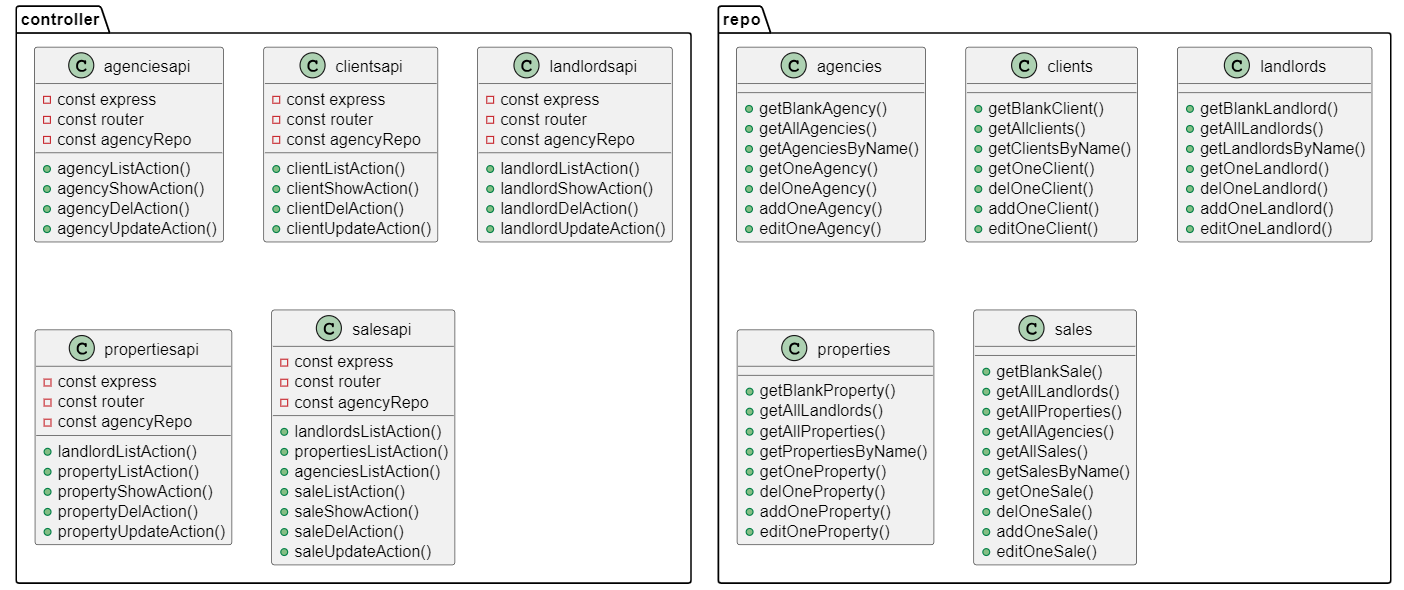 controller
C agenciesapi
const express
const router
const agencyRepo
agencyListAction()
agencyShowAction()
agencyDelAction()
agencyUpdateAction()
C clientsapi
const express
const router
const agencyRepo
clientListAction()
clientShowAction()
clientDelAction()
clientUpdateAction()
C landlordsapi
const express
const router
const agencyRepo
landlordListAction()
landlordShowAction()
landlordDelAction()
landlordUpdateAction()
C propertiesapi
const express
const router
const agencyRepo
landlordListAction()
propertyListAction()
propertyShowAction()
propertyDelAction()
propertyUpdateAction()
C salesapi
const express
const router
const agencyRepo
landlordsListAction()
propertiesListAction()
agenciesListAction()
saleListAction()
saleShowAction()
saleDelAction()
saleUpdateAction()
repo
C agencies
getBlankAgency()
getAllAgencies()
getAgenciesByName()
getOneAgency()
delOneAgency()
addOneAgency()
editOneAgency()
C clients
getBlankClient()
getAllclients()
getClientsByName()
getOneClient()
delOneClient()
addOneClient()
editOneClient()
C landlords
getBlankLandlord()
getAllLandlords()
getLandlordsByName()
getOneLandlord()
delOneLandlord()
addOneLandlord()
editOneLandlord()
C properties
getBlankProperty()
getAllLandlords()
getAllProperties()
getPropertiesByName()
getOneProperty()
delOneProperty()
addOneProperty()
editOneProperty()
C sales
getBlankSale()
getAllLandlords()
getAllProperties()
getAllAgencies()
getAllSales()
getSalesByName()
getOneSale()
delOneSale()
addOneSale()
editOneSale()